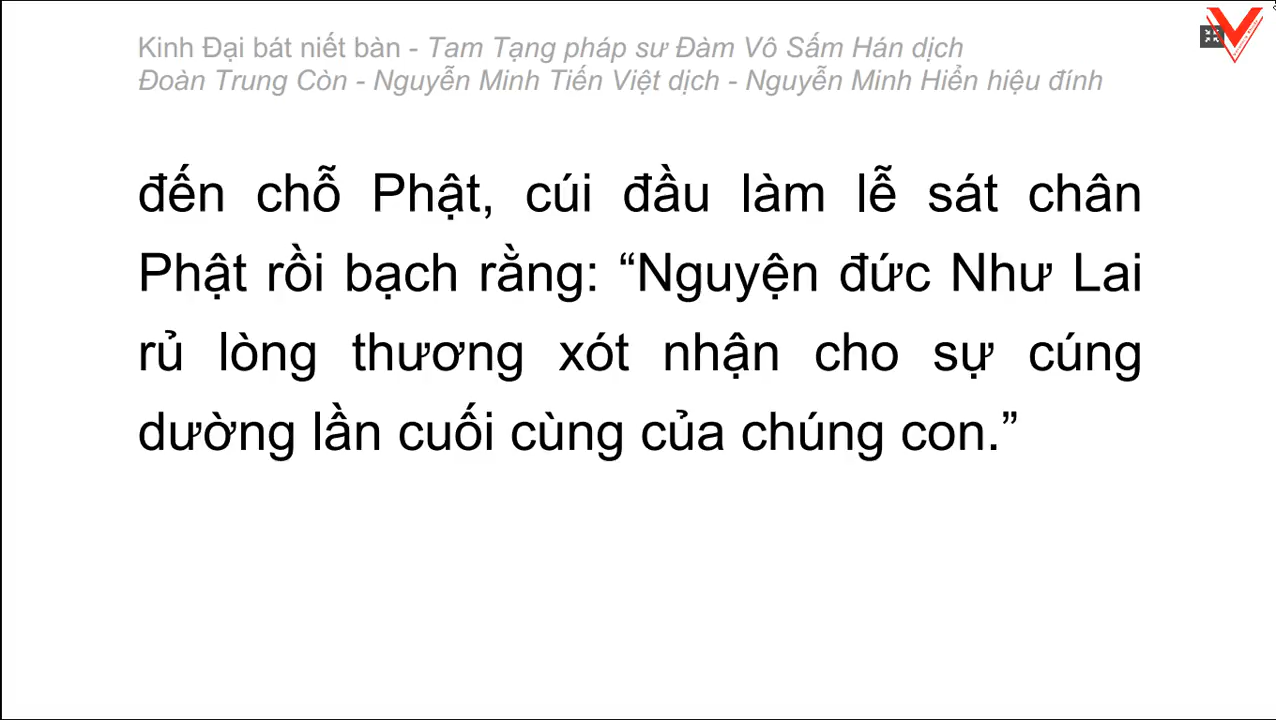 Kinh Đại bát niết bàn - Tam Tạng pháp sư Đàm Vô Sấm Hán dịch
Đoàn Trung Còn - Nguyễn Minh Tiến Việt dịch - Nguyễn Minh Hiển hiệu đính
đến chỗ Phật, cúi đầu làm lễ sát chân
Phật rồi bạch rằng: “Nguyện đức Như Lai
rủ lòng thương xót nhận cho sự cúng
dường lần cuối cùng của chúng con.”